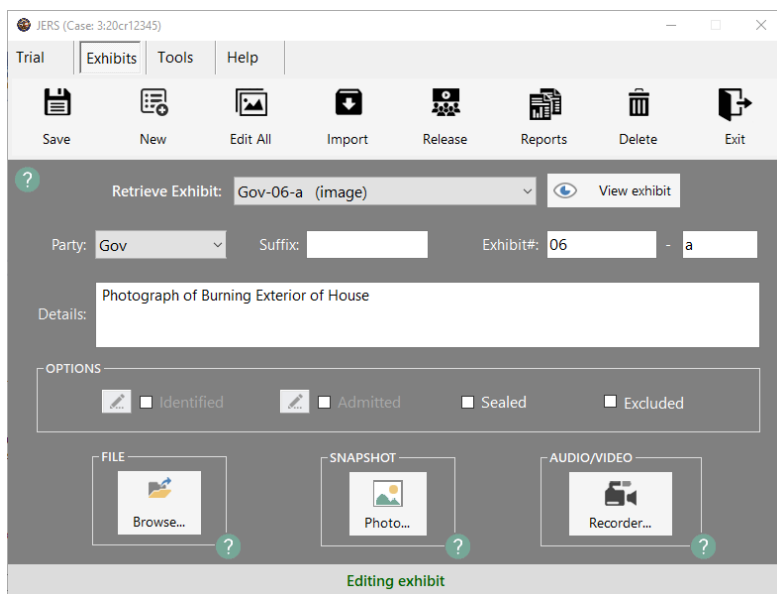 JERS (Case: 3:20cr12345)
Trial Exhibits Tools Help
Save New Edit All Import Release Reports Delete Exit
? Retrieve Exhibit: Gov-06-a (image) View exhibit
Party: Gov Suffix: Exhibit#: 06 - a
Details: Photograph of Burning Exterior of House
OPTIONS
Identified Admitted Sealed Excluded
FILE SNAPSHOT AUDIO/VIDEO
Browse... Photo... Recorder...
? ? ?
Editing exhibit